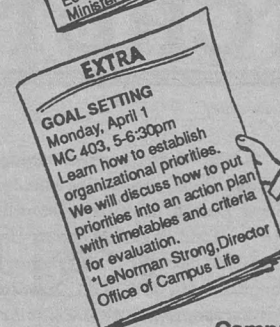 Minister
EXTRA
GOAL SETTING
Monday, April 1
MC 403, 5-6:30pm
Learn how to establish
organizational priorities.
We will discuss how to put
priorities into an action plan
with timetables and criteria
for evaluation.
*LeNorman Strong, Director
Office of Campus Life